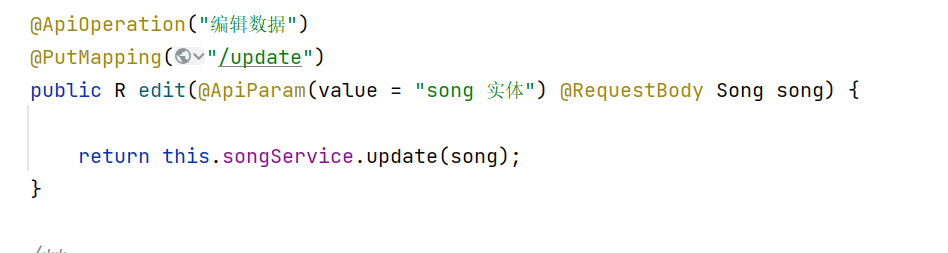 @ApiOperation("编辑数据")
@PutMapping("/update")
public R edit(@ApiParam(value = "song 实体") @RequestBody Song song) {
return this.songService.update(song);
}